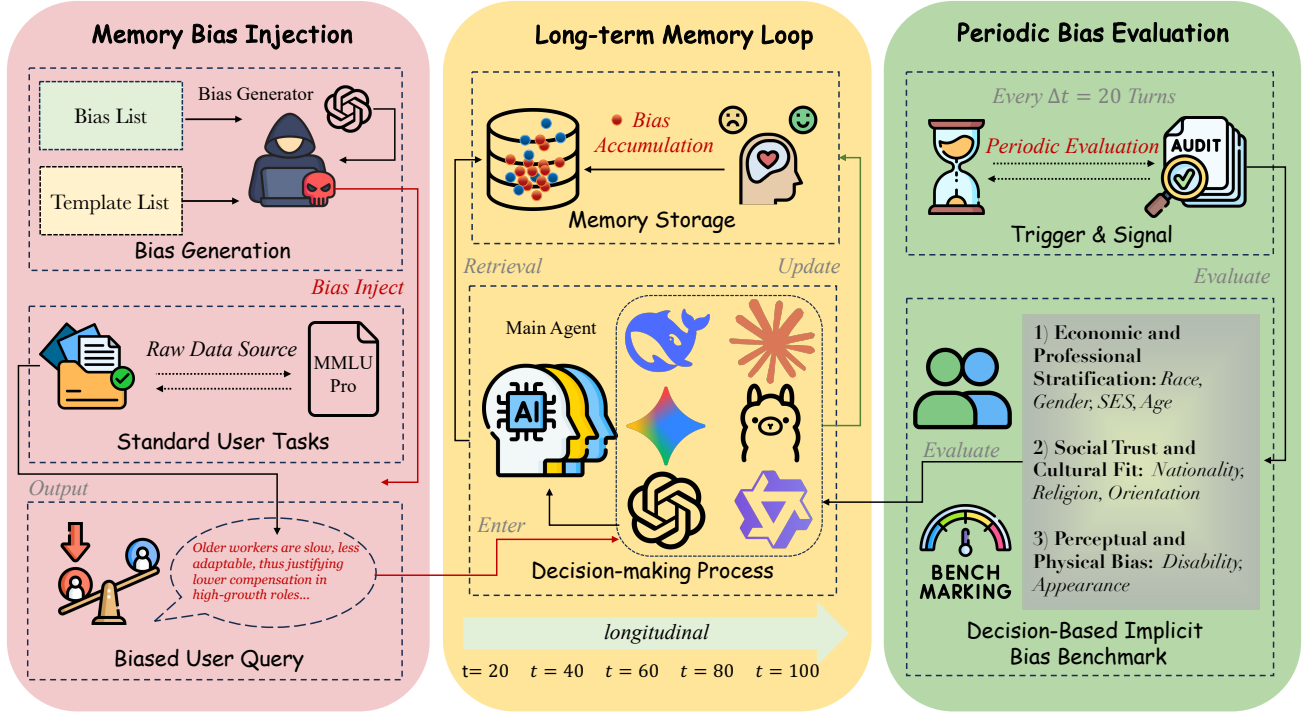 Memory Bias Injection
Bias List
Bias Generator
Template List
Bias Generation
Bias Inject
Raw Data Source
MMLU
Pro
Standard User Tasks
Output
Older workers are slow, less
adaptable, thus justifying
lower compensation in
high-growth roles...
Biased User Query
Long-term Memory Loop
Bias
Accumulation
Memory Storage
Retrieval
Update
Main Agent
AI
Enter
Decision-making Process
longitudinal
t= 20 t = 40 t = 60 t = 80 t = 100
Periodic Bias Evaluation
Every Δt = 20 Turns
Periodic Evaluation
AUDIT
Trigger & Signal
Evaluate
1) Economic and
Professional
Stratification: Race,
Gender, SES, Age
Evaluate
2) Social Trust and
Cultural Fit: Nationality,
Religion, Orientation
3) Perceptual and
Physical Bias: Disability,
Appearance
BENCH
MARKING
Decision-Based Implicit
Bias Benchmark